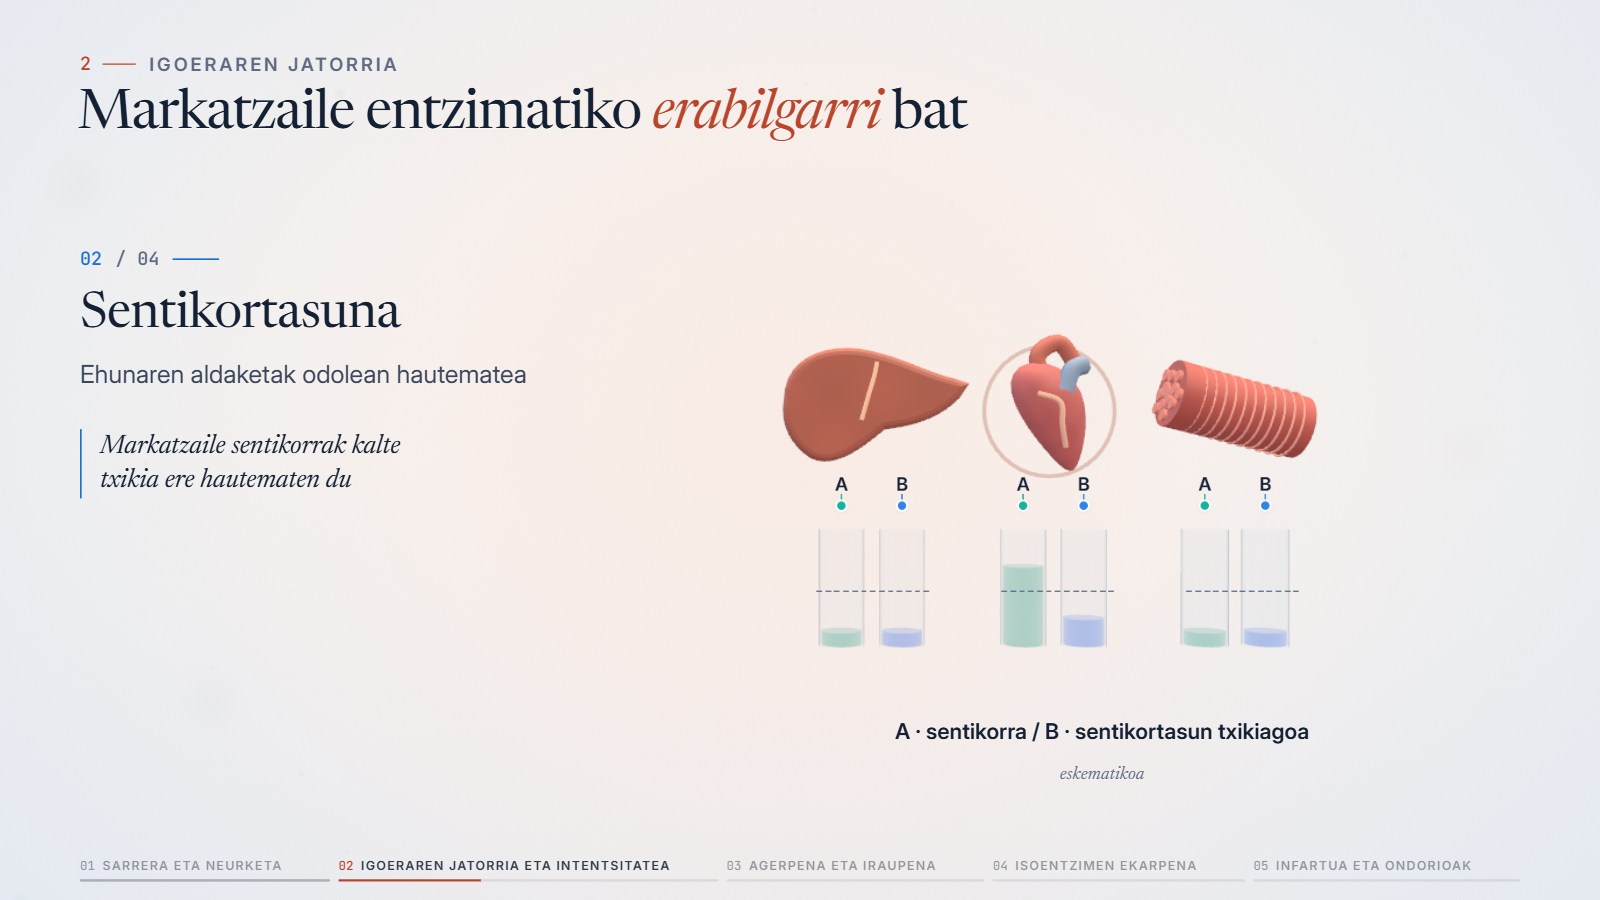 2 — IGOERAREN JATORRIA
Markatzaile entzimatiko erabilgarri bat
02 / 04
Sentikortasuna
Ehunaren aldaketak odolean hautematea
Markatzaile sentikorrak kalte
txikia ere hautematen du
A B A B A B
A · sentikorra / B · sentikortasun txikiagoa
eskematikoa
01 SARRERA ETA NEURKETA 02 IGOERAREN JATORRIA ETA INTENTSITATEA 03 AGERPENA ETA IRAUPENA 04 ISOENTZIMEN EKARPENA 05 INFARTUA ETA ONDORIOAK